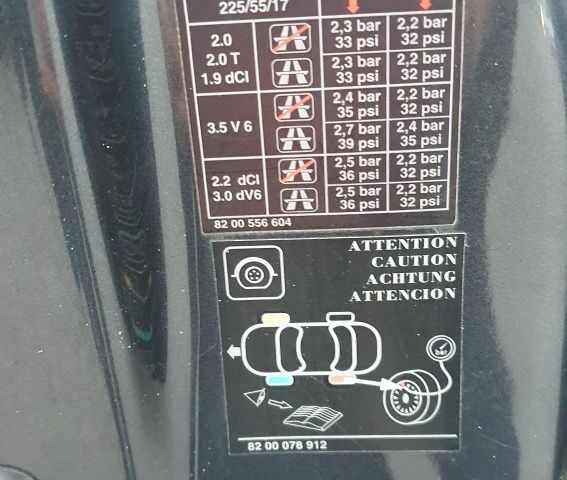 225/55/17
2.0
2.0 T
1.9 dCI
2,3 bar 2,2 bar
33 psi 32 psi
2,3 bar 2,2 bar
33 psi 32 psi
3.5 V 6
2,4 bar 2,2 bar
35 psi 32 psi
2,7 bar 2,4 bar
39 psi 35 psi
2.2 dCI
3.0 dV6
2,5 bar 2,2 bar
36 psi 32 psi
2,5 bar 2,2 bar
36 psi 32 psi
82 00 556 604
ATTENTION
CAUTION
ACHTUNG
ATTENCION
bar
82 00 078 912